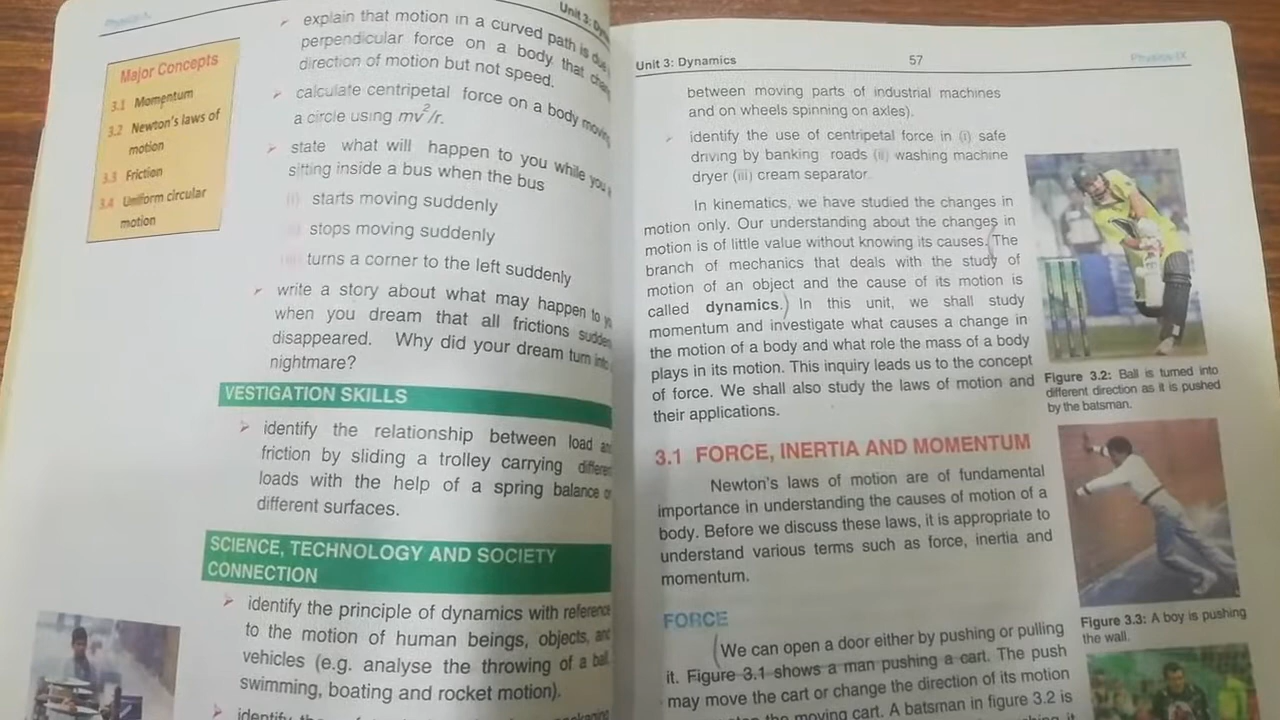 Physics
Unit 3:
Major Concepts
3.1 Momentum
3.2 Newton's laws of
motion
3.3 Friction
3.4 Uniform circular
motion
➢ explain that motion in a curved path is
perpendicular force on a body that
direction of motion but not speed.
➢ calculate centripetal force on a body moving
a circle using mv²/r.
➢ state what will happen to you while you
sitting inside a bus when the bus
(i) starts moving suddenly
stops moving suddenly
turns a corner to the left suddenly
➢ write a story about what may happen to
when you dream that all frictions
disappeared. Why did your dream turn
nightmare?
VESTIGATION SKILLS
➢ identify the relationship between load
friction by sliding a trolley carrying
loads with the help of a spring balance
different surfaces.
SCIENCE, TECHNOLOGY AND SOCIETY
CONNECTION
➢ identify the principle of dynamics with reference
to the motion of human beings, objects, and
vehicles (e.g. analyse the throwing of a ball,
swimming, boating and rocket motion).
Unit 3: Dynamics 57 Physics IX
between moving parts of industrial machines
and on wheels spinning on axles).
➢ identify the use of centripetal force in (i) safe
driving by banking roads (ii) washing machine
dryer (iii) cream separator.
In kinematics, we have studied the changes in
motion only. Our understanding about the changes in
motion is of little value without knowing its causes. The
branch of mechanics that deals with the study of
motion of an object and the cause of its motion is
called dynamics. In this unit, we shall study
momentum and investigate what causes a change in
the motion of a body and what role the mass of a body
plays in its motion. This inquiry leads us to the concept
of force. We shall also study the laws of motion and
their applications.
Figure 3.2: Ball is turned into
different direction as it is pushed
by the batsman.
3.1 FORCE, INERTIA AND MOMENTUM
Newton's laws of motion are of fundamental
importance in understanding the causes of motion of a
body. Before we discuss these laws, it is appropriate to
understand various terms such as force, inertia and
momentum.
Figure 3.3: A boy is pushing
the wall.
FORCE
We can open a door either by pushing or pulling
it. Figure 3.1 shows a man pushing a cart. The push
may move the cart or change the direction of its motion
the moving cart. A batsman in figure 3.2 is